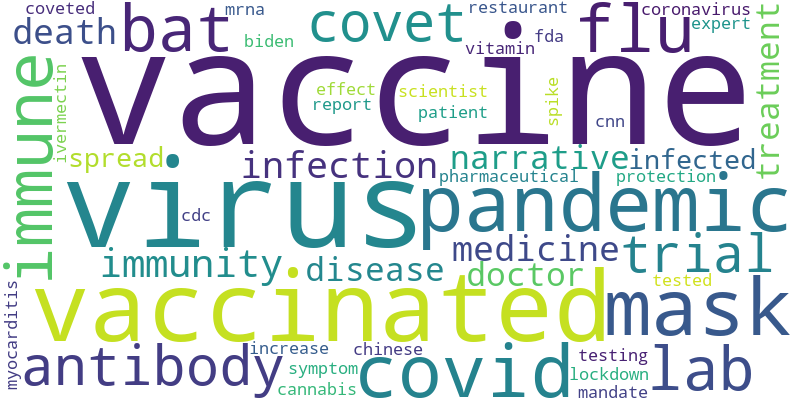 coveted
mrna
restaurant
coronavirus
death
bat
biden
covet
vitamin
fda
flu
expert
treatment
immune
ivermectin
vaccine
effect
scientist
report
patient
spike
cnn
spread
infection
narrative
infected
pharmaceutical
protection
virus
cdc
pandemic
immunity
disease
medicine
doctor
trial
tested
myocarditis
vaccinated
mask
antibody
increase
chinese
symptom
cannabis
covid
testing
lockdown
mandate
lab